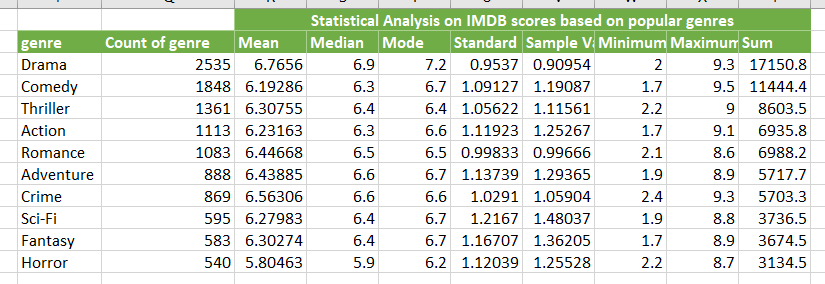 Statistical Analysis on IMDB scores based on popular genres
genre Count of genre Mean Median Mode Standard Sample Va Minimum Maximum Sum
Drama 2535 6.7656 6.9 7.2 0.9537 0.90954 2 9.3 17150.8
Comedy 1848 6.19286 6.3 6.7 1.09127 1.19087 1.7 9.5 11444.4
Thriller 1361 6.30755 6.4 6.4 1.05622 1.11561 2.2 9 8603.5
Action 1113 6.23163 6.3 6.6 1.11923 1.25267 1.7 9.1 6935.8
Romance 1083 6.44668 6.5 6.5 0.99833 0.99666 2.1 8.6 6988.2
Adventure 888 6.43885 6.6 6.7 1.13739 1.29365 1.9 8.9 5717.7
Crime 869 6.56306 6.6 6.6 1.0291 1.05904 2.4 9.3 5703.3
Sci-Fi 595 6.27983 6.4 6.7 1.2167 1.48037 1.9 8.8 3736.5
Fantasy 583 6.30274 6.4 6.7 1.16707 1.36205 1.7 8.9 3674.5
Horror 540 5.80463 5.9 6.2 1.12039 1.25528 2.2 8.7 3134.5